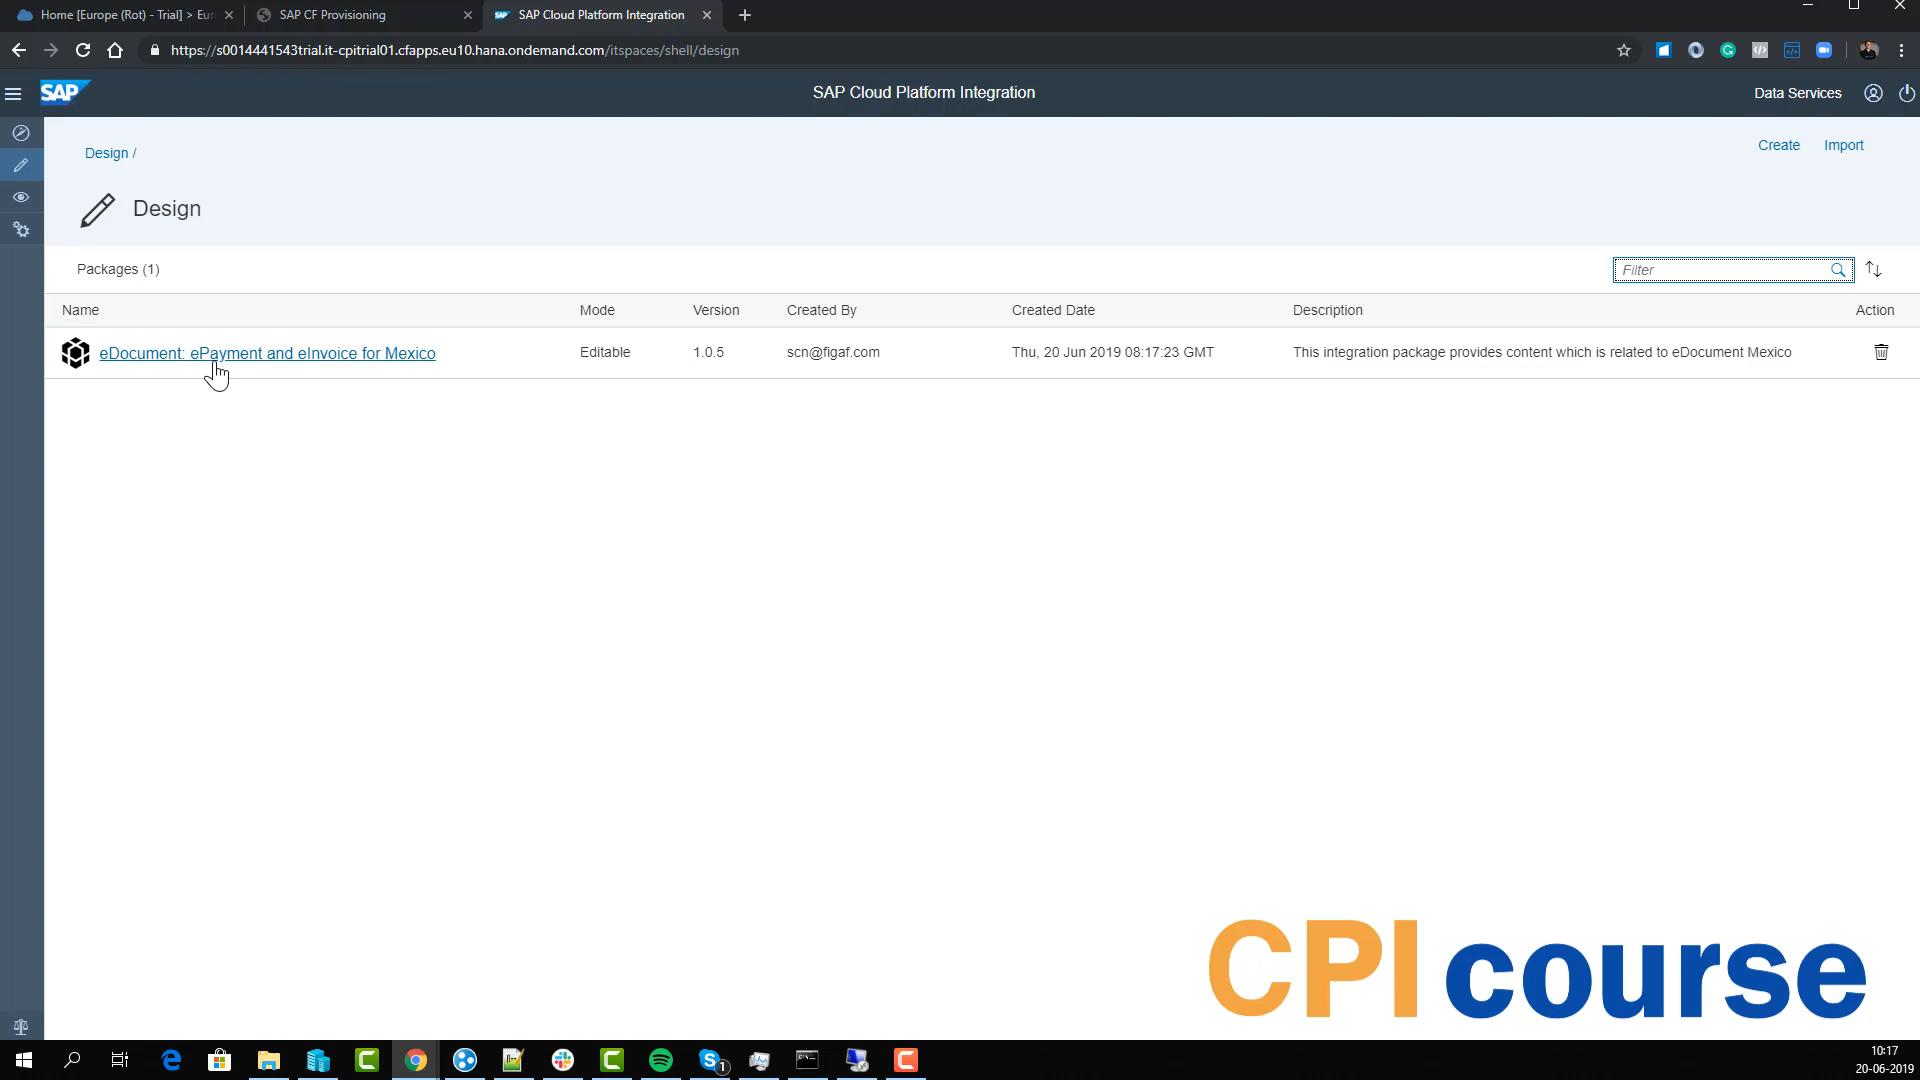 Home [Europe (Rot) - Trial] > Eur
SAP CF Provisioning
SAP Cloud Platform Integration
https://s0014441543trial.it-cpitrial01.cfapps.eu10.hana.ondemand.com/itspaces/shell/design
SAP
SAP Cloud Platform Integration
Data Services
Design /
Create
Import
Design
Packages (1)
Filter
Name Mode Version Created By Created Date Description Action
eDocument: ePayment and eInvoice for Mexico Editable 1.0.5 scn@figaf.com Thu, 20 Jun 2019 08:17:23 GMT This integration package provides content which is related to eDocument Mexico
CPI course
1
10:17
20-06-2019